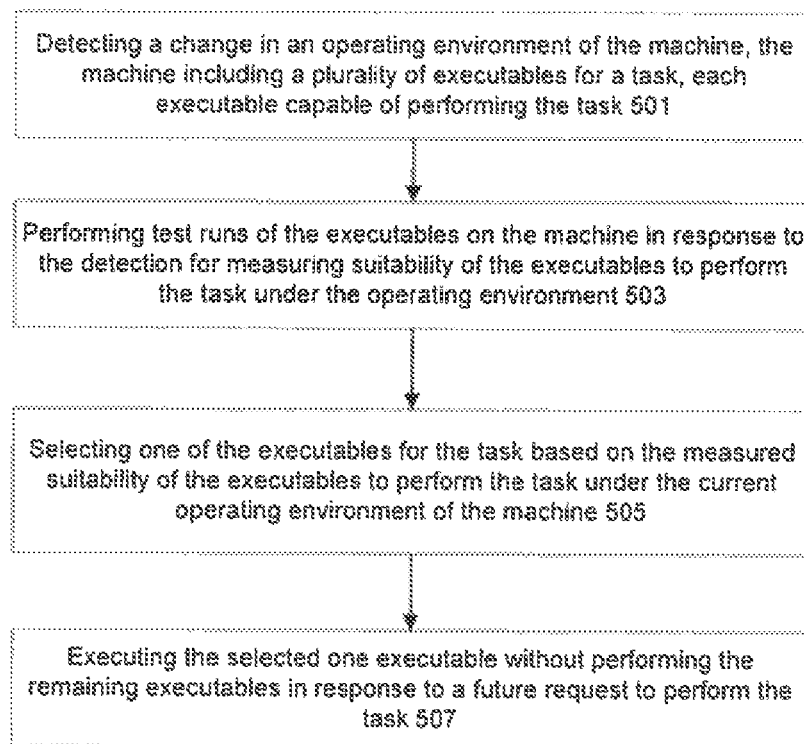 Detecting a change in an operating environment of the machine, the
machine including a plurality of executables for a task, each
executable capable of performing the task 501
Performing test runs of the executables on the machine in response to
the detection for measuring suitability of the executables to perform
the task under the operating environment 503
Selecting one of the executables for the task based on the measured
suitability of the executables to perform the task under the current
operating environment of the machine 505
Executing the selected one executable without performing the
remaining executables in response to a future request to perform the
task 507